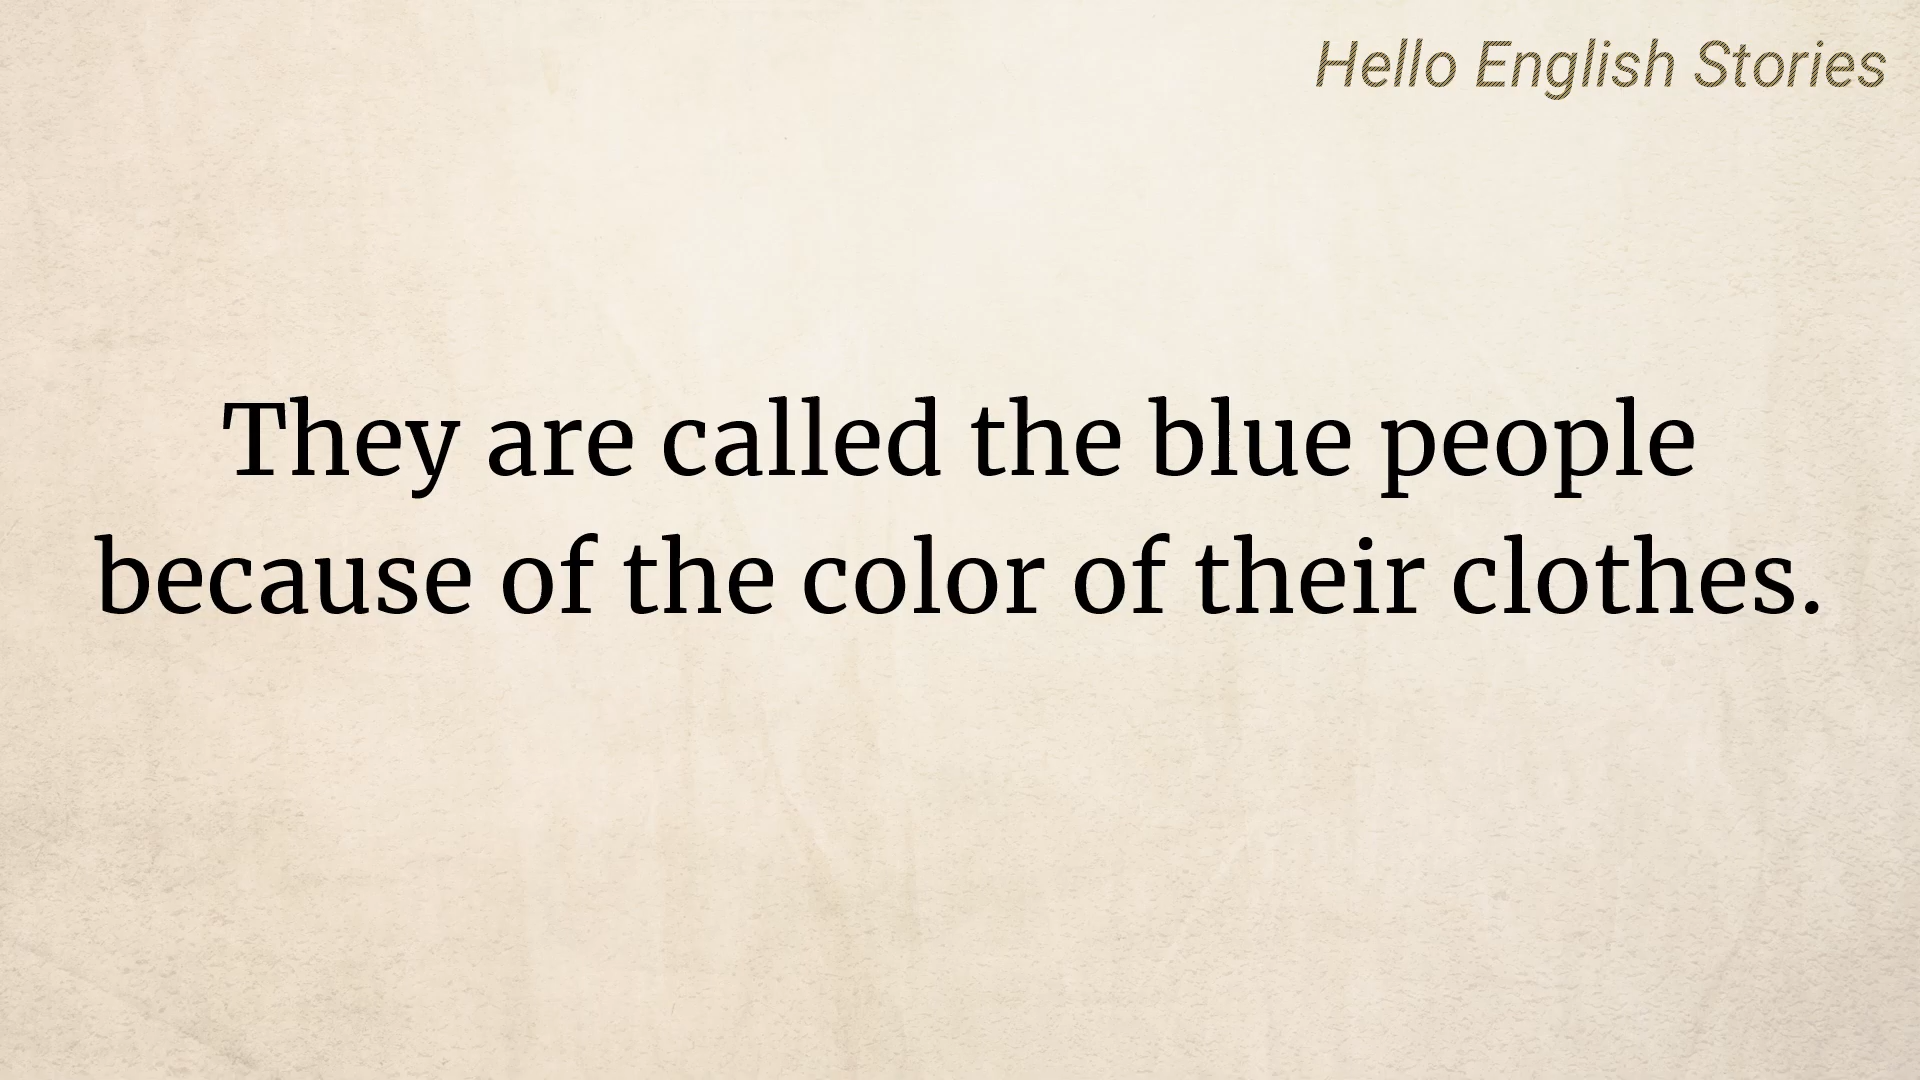 Hello English Stories
They are called the blue people
because of the color of their clothes.